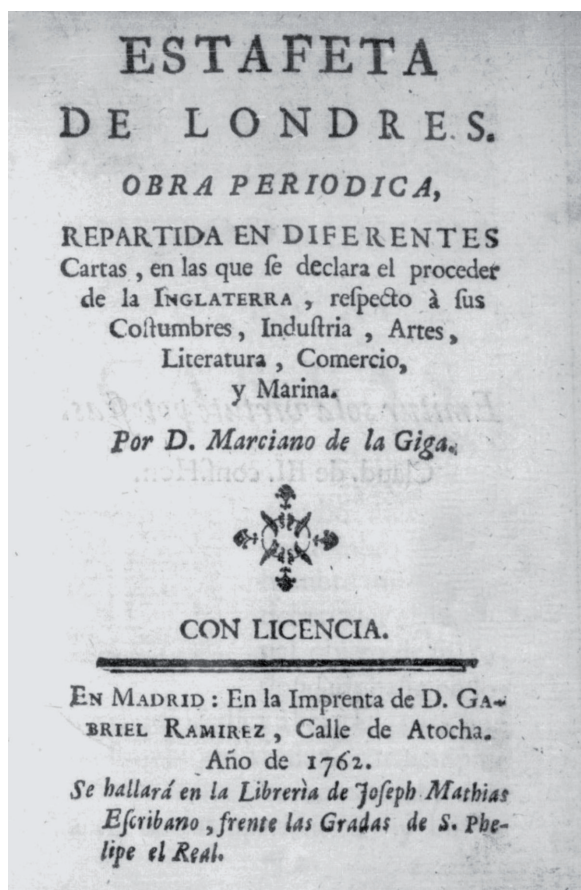 ESTAFETA
DE LONDRES.
OBRA PERIODICA,
REPARTIDA EN DIFERENTES
Cartas, en las que ſe declara el proceder
de la INGLATERRA, reſpecto à ſus
Coſtumbres, Induſtria, Artes,
Literatura, Comercio,
y Marina.
Por D. Marciano de la Giga.
CON LICENCIA.
EN MADRID: En la Imprenta de D. GA-
BRIEL RAMIREZ, Calle de Atocha.
Año de 1762.
Se hallará en la Librerìa de Joſeph Mathias
Eſcribano, frente las Gradas de S. Phe-
lipe el Real.